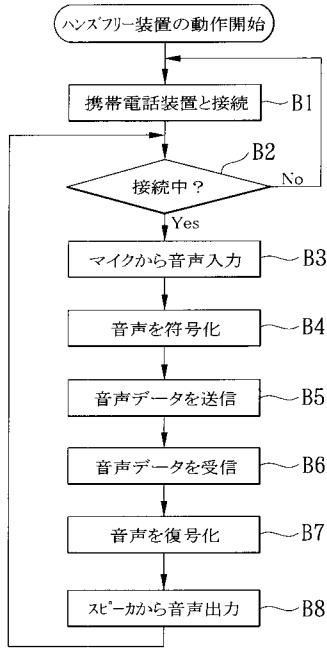 ハンズフリー装置の動作開始
携帯電話装置と接続
B1
B2
接続中？
No
Yes
マイクから音声入力
B3
音声を符号化
B4
音声データを送信
B5
音声データを受信
B6
音声を復号化
B7
スピーカから音声出力
B8